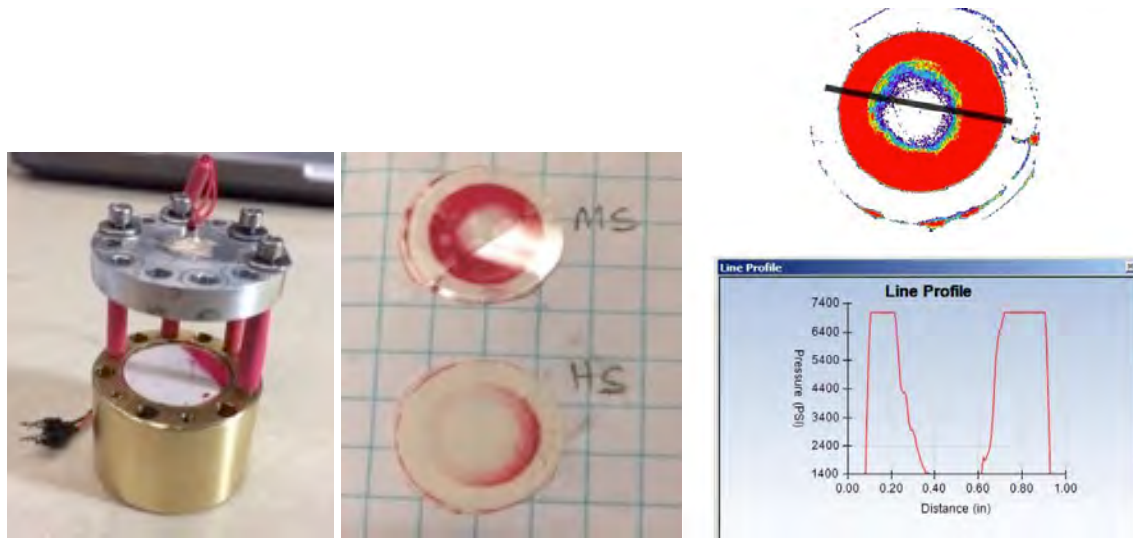 MS
HS
Line Profile
Line Profile
7400
6400
5400
4400
3400
2400
1400
Pressure (PSI)
0.00 0.20 0.40 0.60 0.80 1.00
Distance (in)